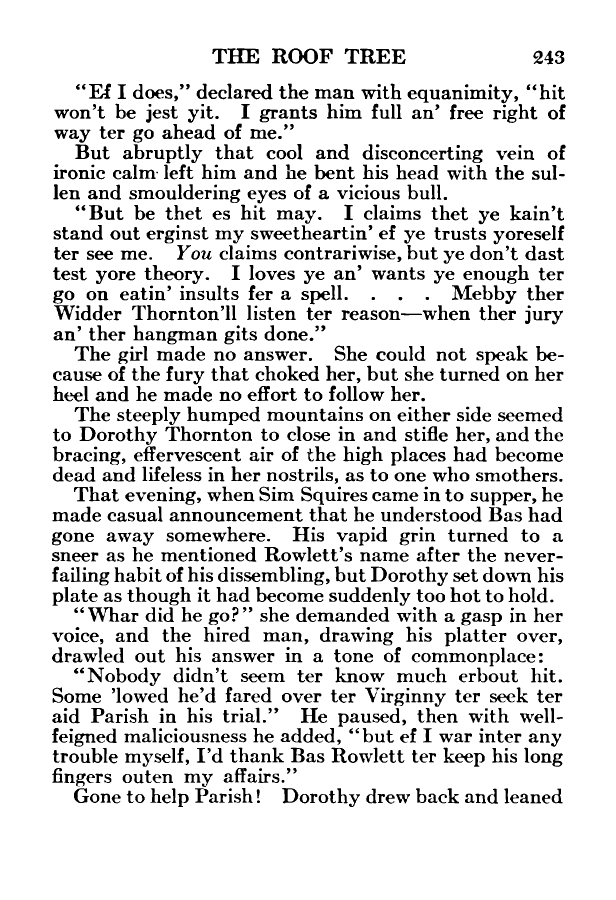 THE ROOF TREE 243
"Ef I does," declared the man with equanimity, "hit
won't be jest yit. I grants him full an' free right of
way ter go ahead of me."
But abruptly that cool and disconcerting vein of
ironic calm left him and he bent his head with the sul-
len and smouldering eyes of a vicious bull.
"But be thet es hit may. I claims thet ye kain't
stand out erginst my sweetheartin' ef ye trusts yoreself
ter see me. You claims contrariwise, but ye don't dast
test yore theory. I loves ye an' wants ye enough ter
go on eatin' insults fer a spell. . . . Mebby ther
Widder Thornton'll listen ter reason—when ther jury
an' ther hangman gits done."
The girl made no answer. She could not speak be-
cause of the fury that choked her, but she turned on her
heel and he made no effort to follow her.
The steeply humped mountains on either side seemed
to Dorothy Thornton to close in and stifle her, and the
bracing, effervescent air of the high places had become
dead and lifeless in her nostrils, as to one who smothers.
That evening, when Sim Squires came in to supper, he
made casual announcement that he understood Bas had
gone away somewhere. His vapid grin turned to a
sneer as he mentioned Rowlett's name after the never-
failing habit of his dissembling, but Dorothy set down his
plate as though it had become suddenly too hot to hold.
"Whar did he go?" she demanded with a gasp in her
voice, and the hired man, drawing his platter over,
drawled out his answer in a tone of commonplace:
"Nobody didn't seem ter know much erbout hit.
Some 'lowed he'd fared over ter Virginny ter seek ter
aid Parish in his trial." He paused, then with well-
feigned maliciousness he added, "but ef I war inter any
trouble myself, I'd thank Bas Rowlett ter keep his long
fingers outen my affairs."
Gone to help Parish! Dorothy drew back and leaned